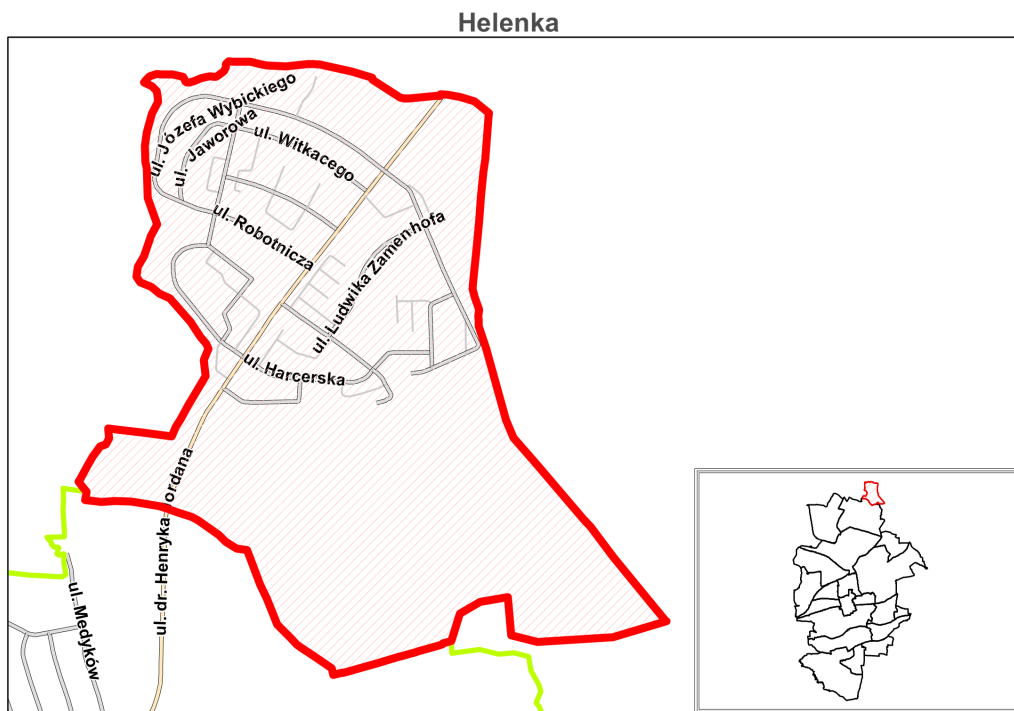 Helenka
ul. Józefa Wybickiego
ul. Jaworowa
ul. Witkacego
ul. Robotnicza
ul. Ludwika Zamenhofa
ul. Harcerska
ul. dr. Henryka Jordana
ul. Medyków